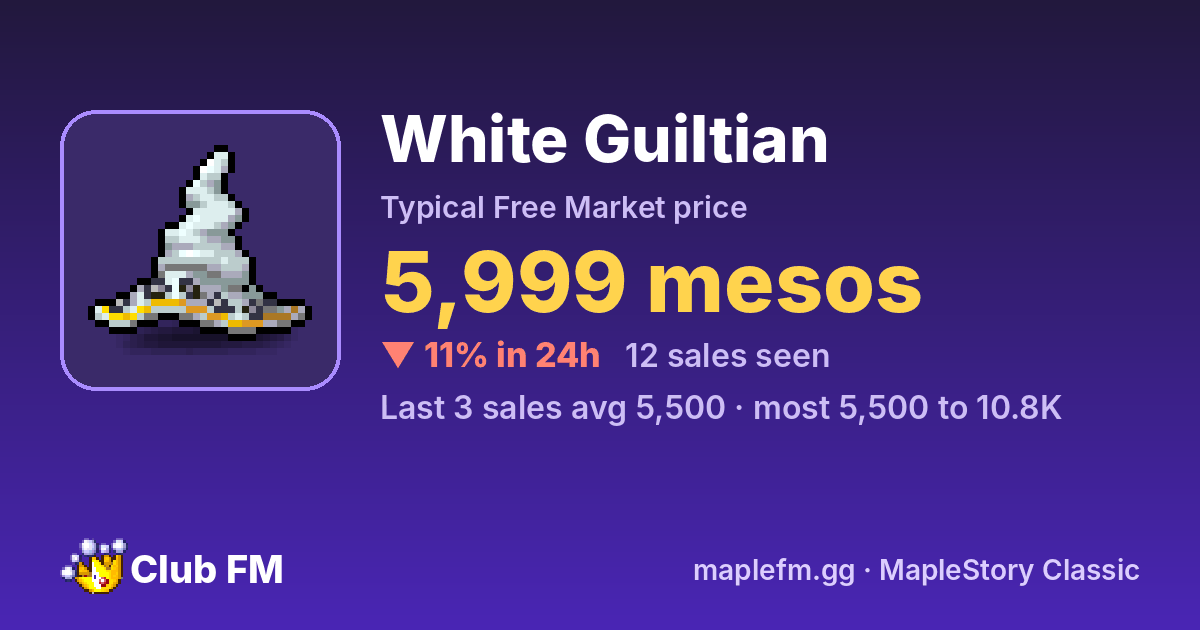 White Guiltian
Typical Free Market price
5,999 mesos
▼ 11% in 24h 12 sales seen
Last 3 sales avg 5,500 · most 5,500 to 10.8K
Club FM
maplefm.gg · MapleStory Classic